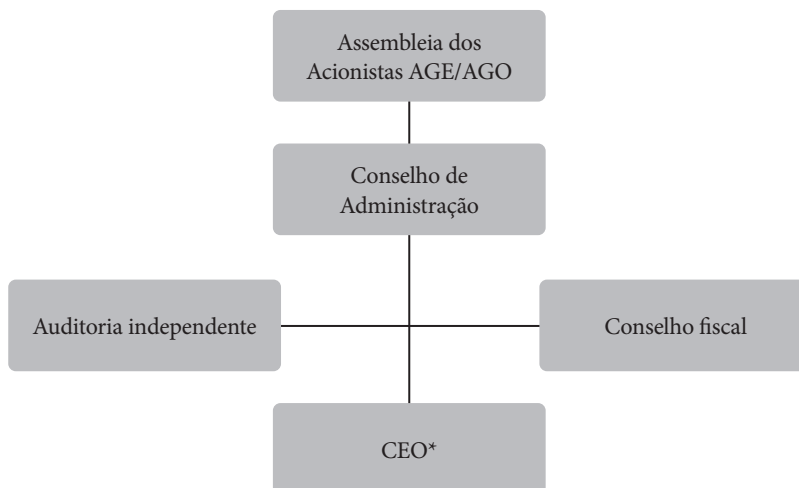 Assembleia dos
Acionistas AGE/AGO
Conselho de
Administração
Auditoria independente
Conselho fiscal
CEO*